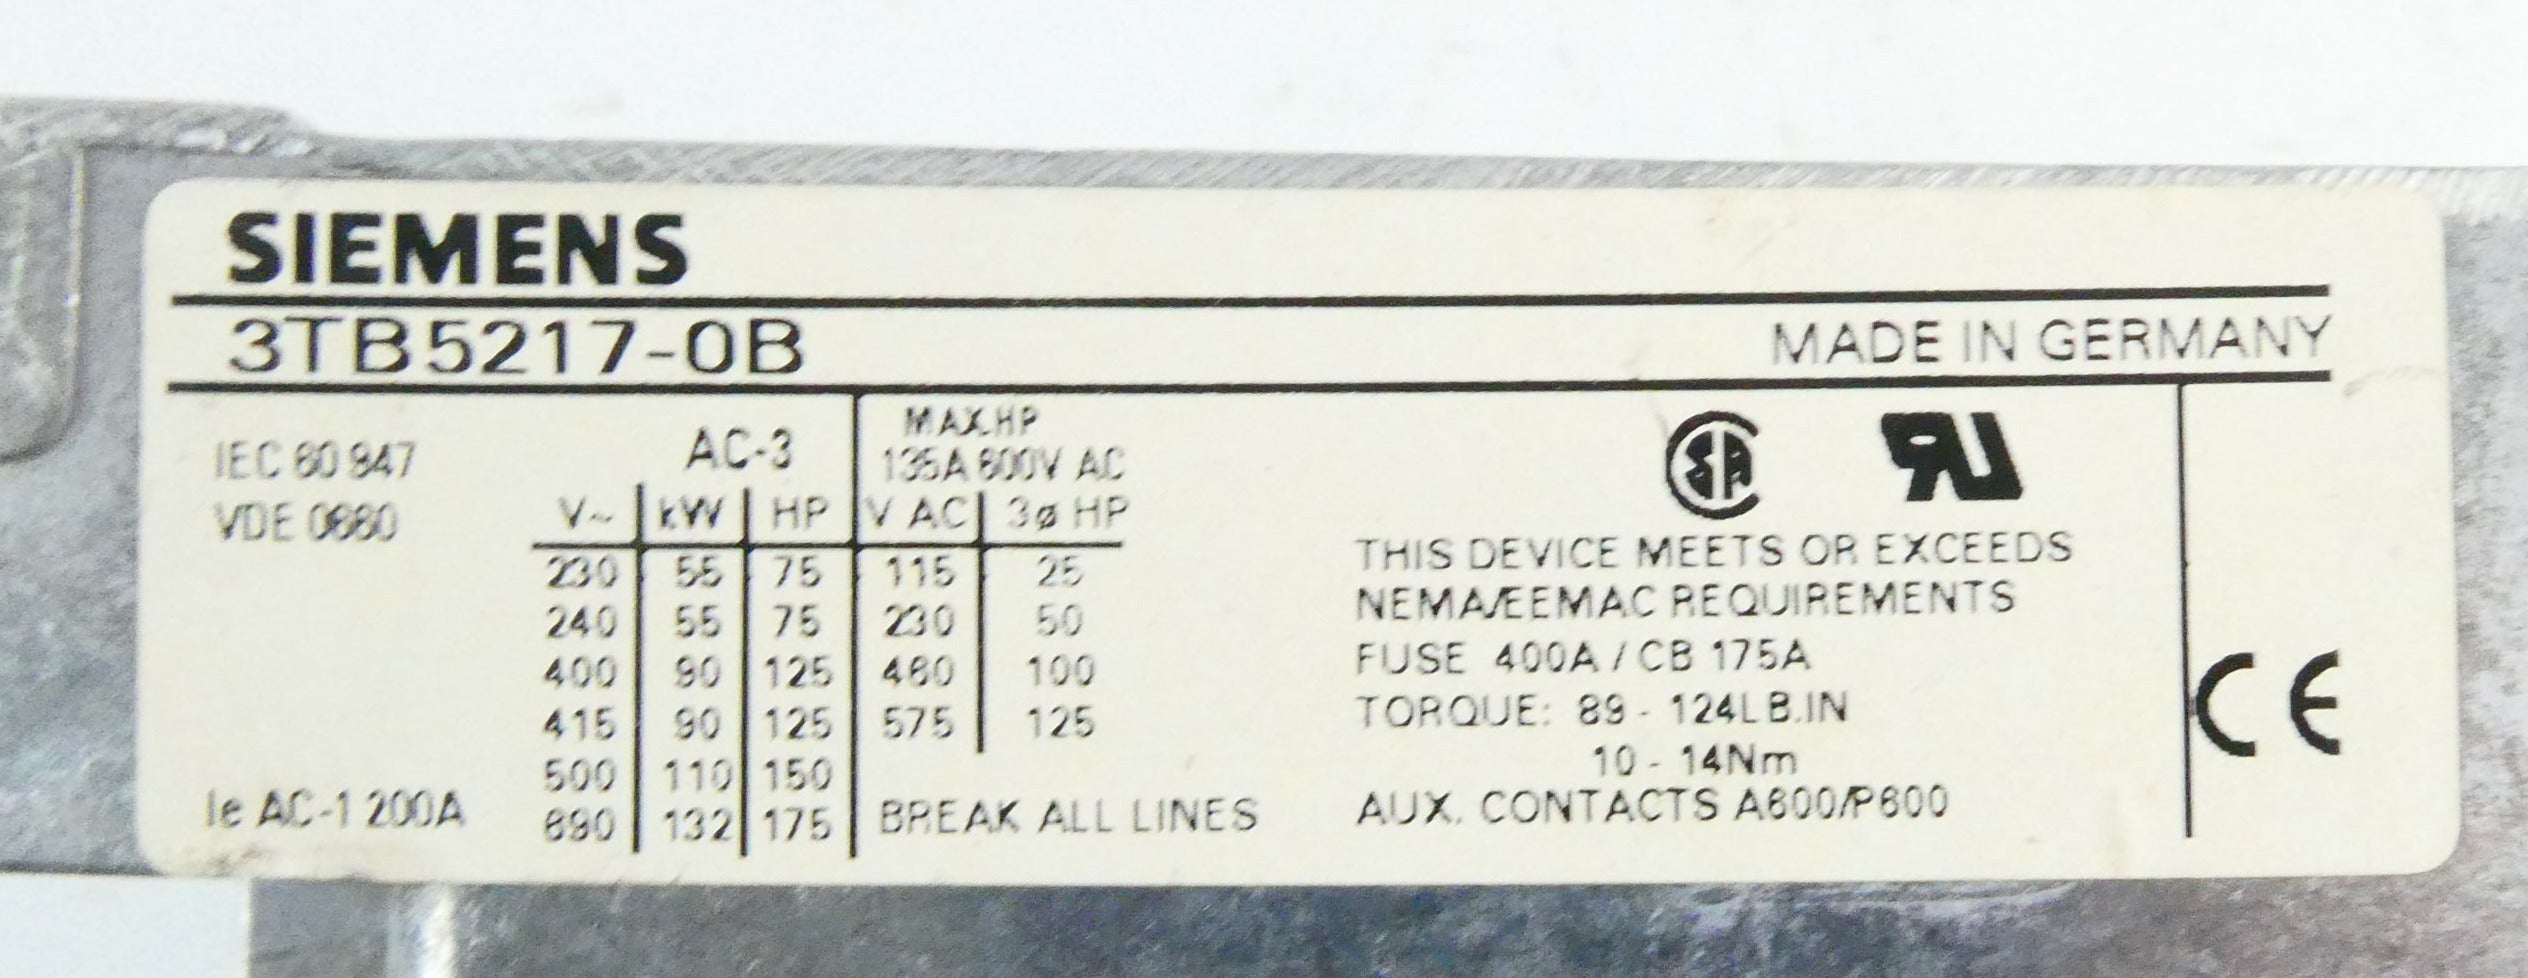 SIEMENS
3TB5217-0B MADE IN GERMANY
IEC 60 947
VDE 0660
Ie AC-1 200A
AC-3
V~ kW HP
230 55 75
240 55 75
400 90 125
415 90 125
500 110 150
690 132 175
MAX.HP
135A 600V AC
V AC 3ø HP
115 25
230 50
460 100
575 125
BREAK ALL LINES
SA UR
THIS DEVICE MEETS OR EXCEEDS
NEMA/EEMAC REQUIREMENTS
FUSE 400A / CB 175A
TORQUE: 89 - 124LB.IN
10 - 14Nm
AUX. CONTACTS A600/P600
CE